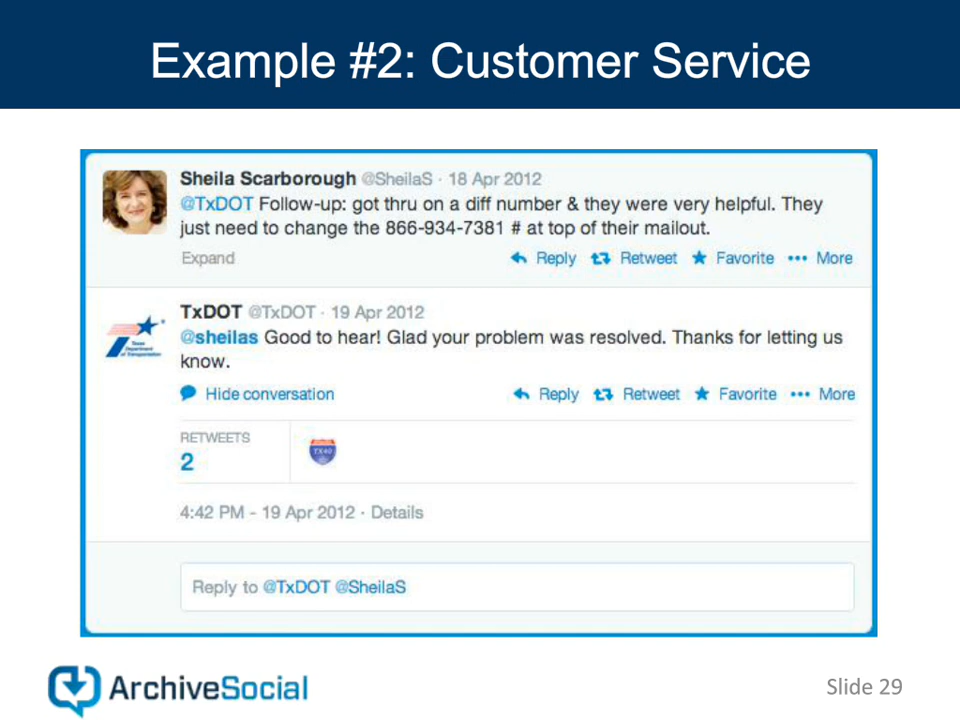 Example #2: Customer Service
Sheila Scarborough @SheilaS · 18 Apr 2012
@TxDOT Follow-up: got thru on a diff number & they were very helpful. They
just need to change the 866-934-7381 # at top of their mailout.
Expand Reply Retweet Favorite More
TxDOT @TxDOT · 19 Apr 2012
@sheilas Good to hear! Glad your problem was resolved. Thanks for letting us
know.
Texas
Department
of Transportation
Hide conversation Reply Retweet Favorite More
RETWEETS
2
4:42 PM - 19 Apr 2012 · Details
Reply to @TxDOT @SheilaS
ArchiveSocial
Slide 29